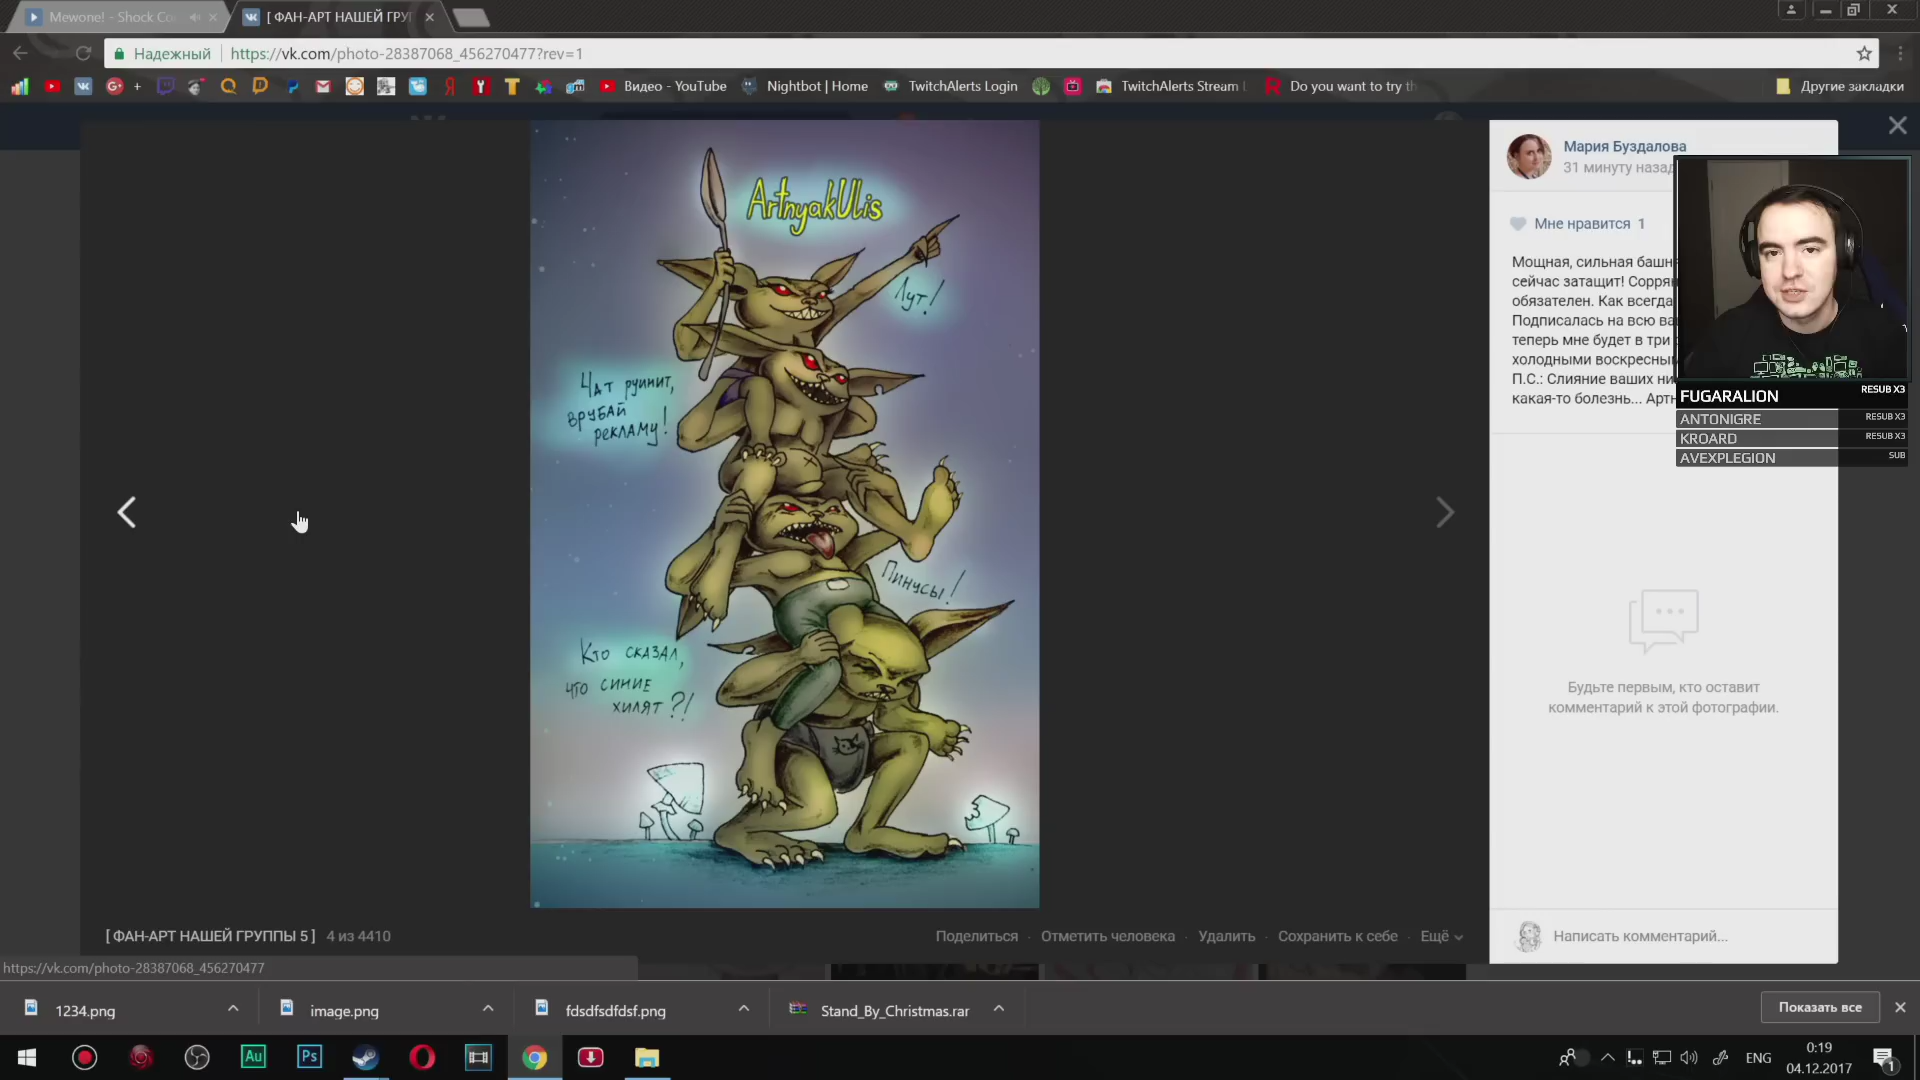 Mewone! - Shock Co
[ ФАН-АРТ НАШЕЙ ГРУ
Надежный
https://vk.com/photo-28387068_456270477?rev=1
Видео - YouTube
Nightbot | Home
TwitchAlerts Login
TwitchAlerts Stream
Do you want to try th
Другие закладки
ArtnyakUlis
Лут!
Чат руинит,
врубай
рекламу!
Пинусы!
Кто сказал,
что синие
хилят?!
Мария Буздалова
31 минуту назад
Мне нравится 1
Мощная, сильная башн
сейчас затащит! Соррян
обязателен. Как всегда
Подписалась на всю ва
теперь мне будет в три
холодными воскресны
П.С.: Слияние ваших ни
какая-то болезнь... Артн
FUGARALION RESUB X3
ANTONIGRE RESUB X3
KROARD RESUB X3
AVEXPLEGION SUB
Будьте первым, кто оставит
комментарий к этой фотографии.
Написать комментарий...
[ ФАН-АРТ НАШЕЙ ГРУППЫ 5 ] 4 из 4410
Поделиться · Отметить человека · Удалить · Сохранить к себе · Ещё
https://vk.com/photo-28387068_456270477
1234.png
image.png
fdsdfsdfdsf.png
Stand_By_Christmas.rar
Показать все
Au
Ps
ENG
0:19
04.12.2017
1